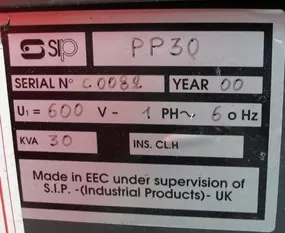 SIP PP30
SERIAL N° C0082 YEAR 00
U1 = 600 V - 1 PH~ 60 Hz
KVA 30 INS. CL.H
Made in EEC under supervision of
S.I.P. -(Industrial Products)- UK